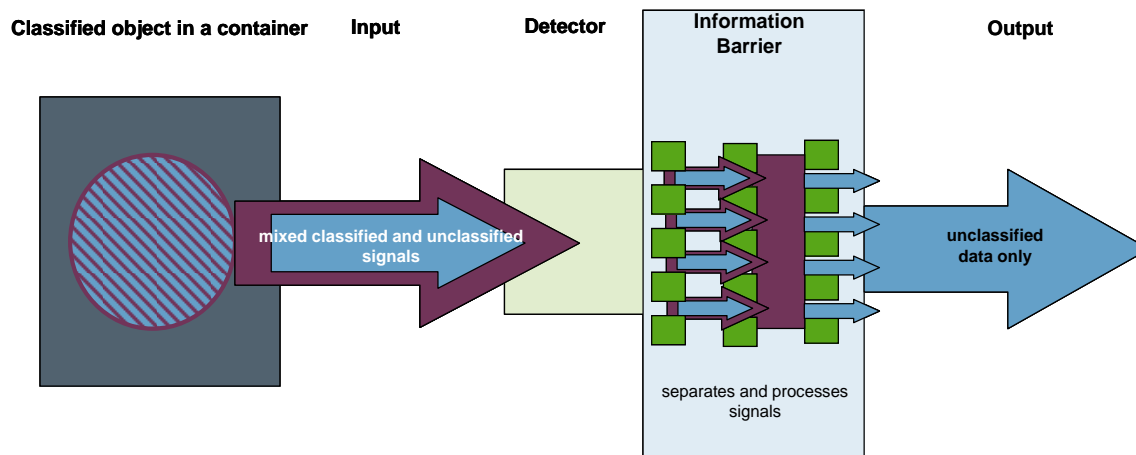 Classified object in a container
Input
Detector
Information
Barrier
Output
mixed classified and unclassified
signals
unclassified
data only
separates and processes
signals